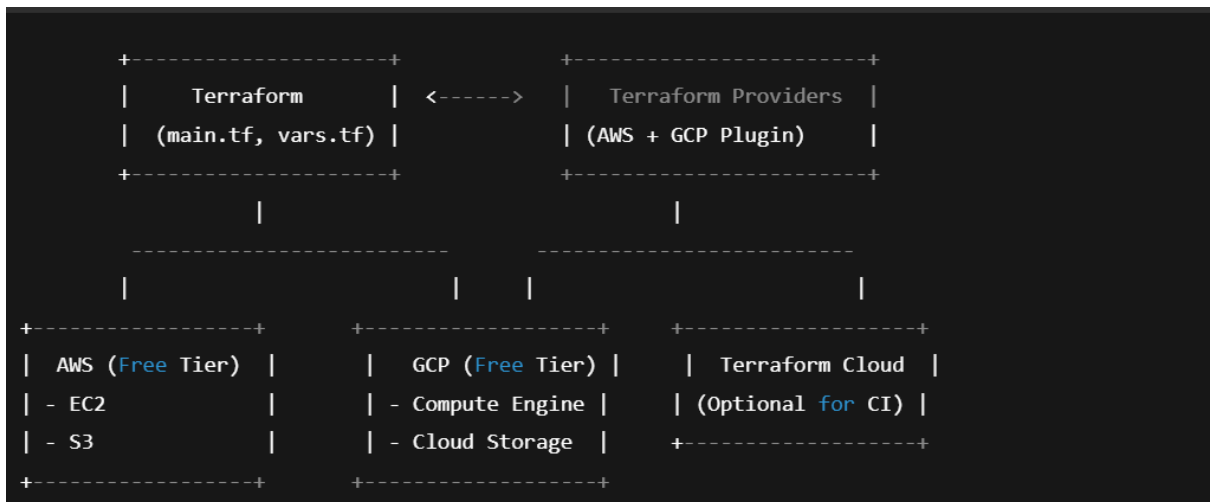 +---------------------+             +------------------------+
|     Terraform       |  <------>   |   Terraform Providers  |
|  (main.tf, vars.tf) |             | (AWS + GCP Plugin)     |
+---------------------+             +------------------------+
           |                                  |
 --------------------------       --------------------------
|                           |     |                           |
+------------------+       +-------------------+     +-------------------+
|  AWS (Free Tier)  |       |   GCP (Free Tier) |     |  Terraform Cloud  |
| - EC2             |       | - Compute Engine |    | (Optional for CI) |
| - S3              |       | - Cloud Storage  |    +-------------------+
+------------------+       +-------------------+